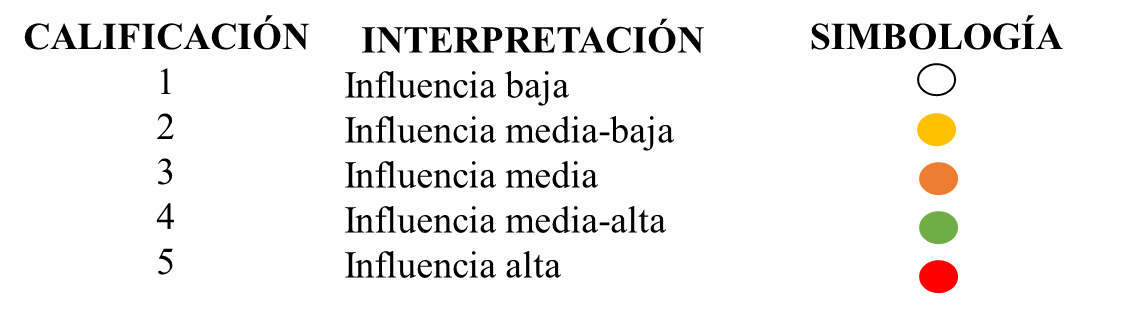 CALIFICACIÓN INTERPRETACIÓN SIMBOLOGÍA
1 Influencia baja
2 Influencia media-baja
3 Influencia media
4 Influencia media-alta
5 Influencia alta